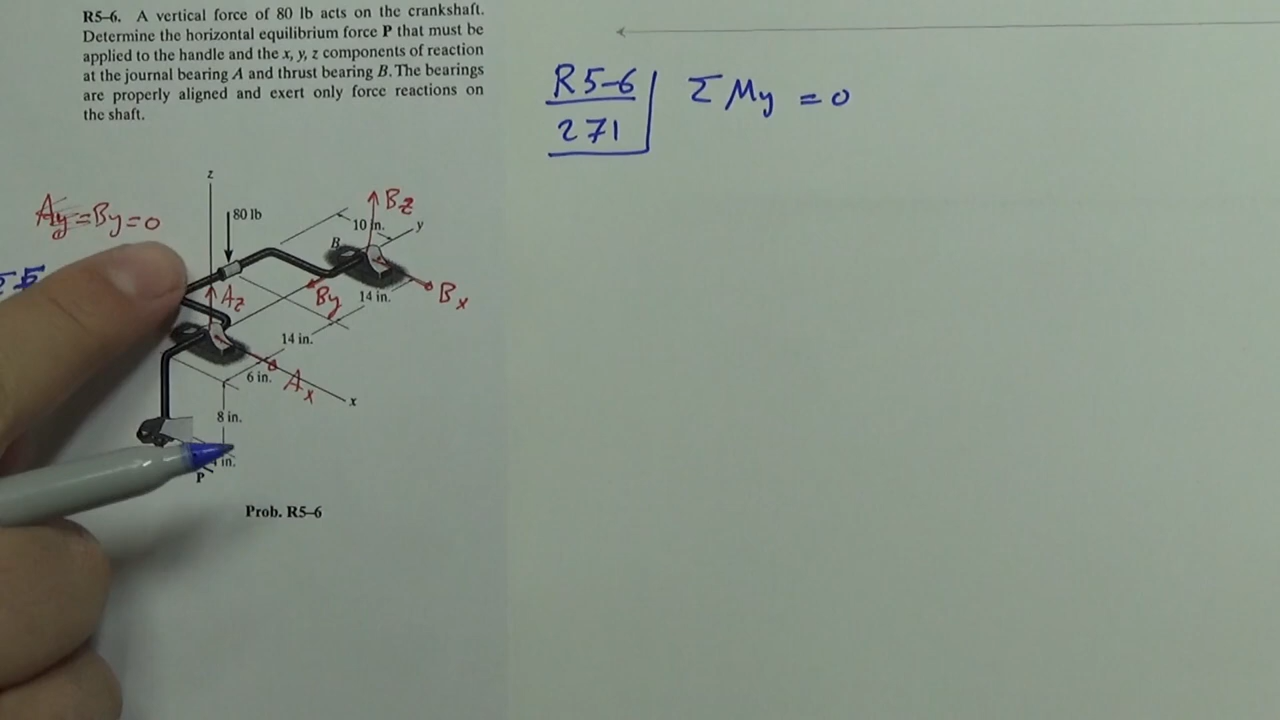 R5–6. A vertical force of 80 lb acts on the crankshaft.
Determine the horizontal equilibrium force P that must be
applied to the handle and the x, y, z components of reaction
at the journal bearing A and thrust bearing B. The bearings
are properly aligned and exert only force reactions on
the shaft.
R5-6
271
Σ My = 0
z
Ay=By=0
80 lb
Bz
10 in.
y
B
Az
By
14 in.
Bx
14 in.
6 in.
Ax
x
8 in.
in.
P
Prob. R5–6